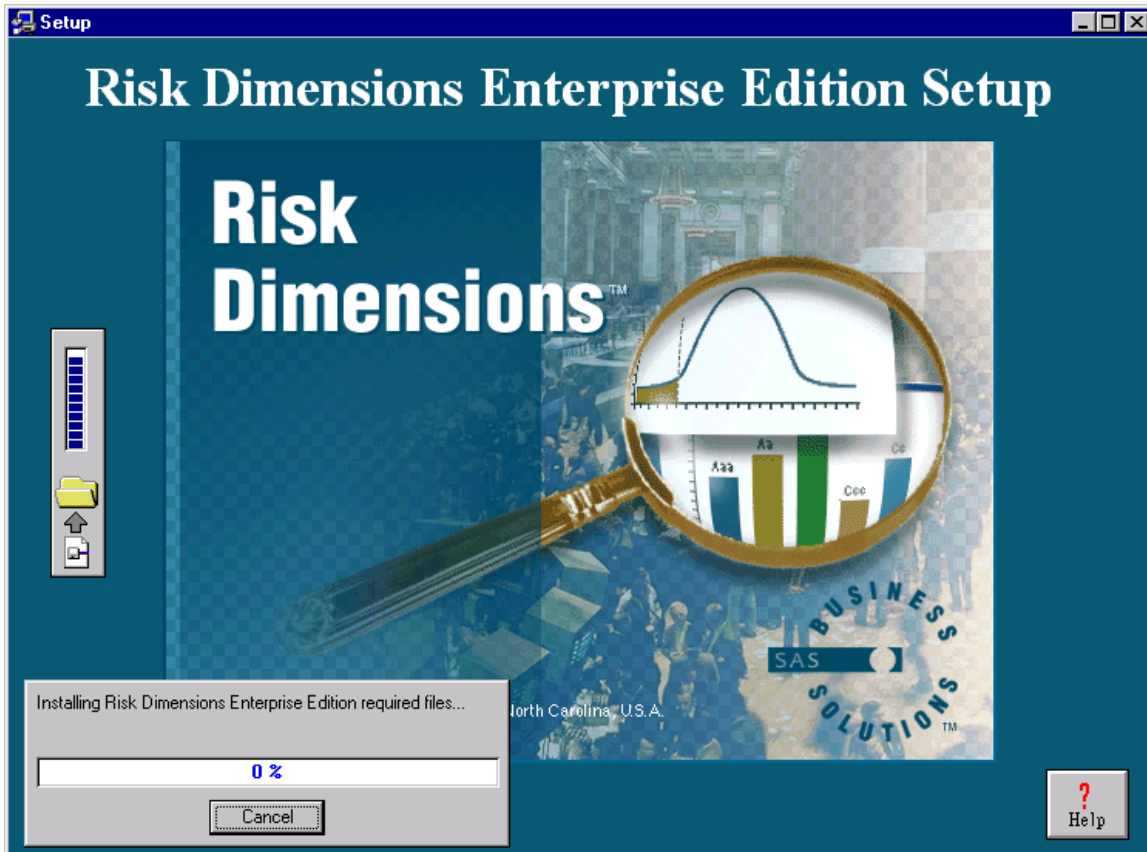 Setup
Risk Dimensions Enterprise Edition Setup
Risk
Dimensions™
Aaa
Aa
Ccc
Cc
BUSINESS
SAS
SOLUTIONS™
North Carolina, U.S.A.
Installing Risk Dimensions Enterprise Edition required files...
0 %
Cancel
?
Help